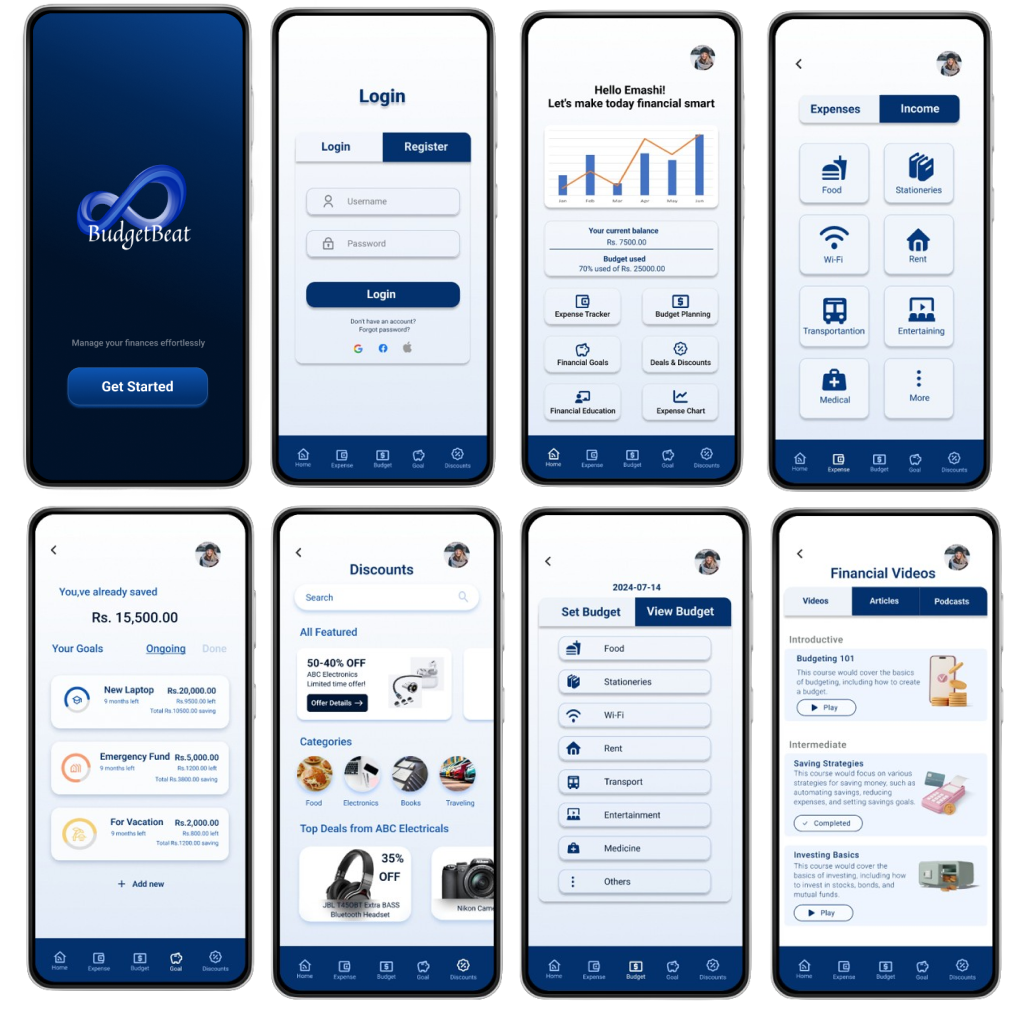 BudgetBeat
Manage your finances effortlessly
Get Started
Login
Login
Register
Username
Password
Login
Don't have an account?
Forgot password?
Home
Expense
Budget
Goal
Discounts
Hello Emashi!
Let's make today financial smart
Jan
Feb
Mar
Apr
May
Jun
Your current balance
Rs. 7500.00
Budget used
70% used of Rs. 25000.00
Expense Tracker
Budget Planning
Financial Goals
Deals & Discounts
Financial Education
Expense Chart
Home
Expense
Budget
Goal
Discounts
Expenses
Income
Food
Stationeries
Wi-Fi
Rent
Transportantion
Entertaining
Medical
More
Home
Expense
Budget
Goal
Discounts
You,ve already saved
Rs. 15,500.00
Your Goals
Ongoing
Done
New Laptop
Rs.20,000.00
9 months left
Rs.9500.00 left
Total Rs.10500.00 saving
Emergency Fund
Rs.5,000.00
9 months left
Rs.1200.00 left
Total Rs.3800.00 saving
For Vacation
Rs.2,000.00
9 months left
Rs.800.00 left
Total Rs.1200.00 saving
+ Add new
Home
Expense
Budget
Goal
Discounts
Discounts
Search
All Featured
50-40% OFF
ABC Electronics
Limited time offer!
Offer Details →
Categories
Food
Electronics
Books
Traveling
Top Deals from ABC Electricals
35%
OFF
JBL T450BT Extra BASS
Bluetooth Headset
Nikon
Nikon Came
Home
Expense
Budget
Goal
Discounts
2024-07-14
Set Budget
View Budget
Food
Stationeries
Wi-Fi
Rent
Transport
Entertainment
Medicine
Others
Home
Expense
Budget
Goal
Discounts
Financial Videos
Videos
Articles
Podcasts
Introductive
Budgeting 101
This course would cover the basics
of budgeting, including how to create
a budget.
Play
Intermediate
Saving Strategies
This course would focus on various
strategies for saving money, such as
automating savings, reducing
expenses, and setting savings goals.
Completed
Investing Basics
This course would cover the
basics of investing, including how
to invest in stocks, bonds, and
mutual funds.
Play
Home
Expense
Budget
Goal
Discounts